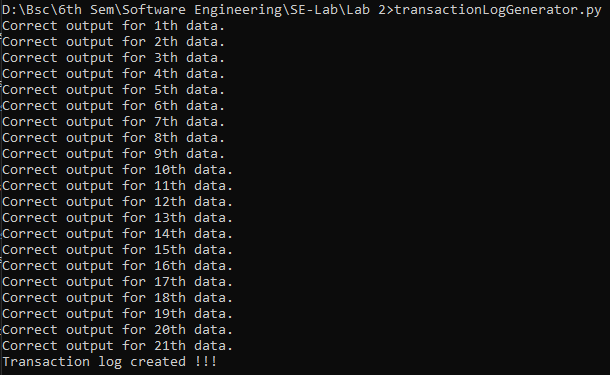 D:\Bsc\6th Sem\Software Engineering\SE-Lab\Lab 2>transactionLogGenerator.py
Correct output for 1th data.
Correct output for 2th data.
Correct output for 3th data.
Correct output for 4th data.
Correct output for 5th data.
Correct output for 6th data.
Correct output for 7th data.
Correct output for 8th data.
Correct output for 9th data.
Correct output for 10th data.
Correct output for 11th data.
Correct output for 12th data.
Correct output for 13th data.
Correct output for 14th data.
Correct output for 15th data.
Correct output for 16th data.
Correct output for 17th data.
Correct output for 18th data.
Correct output for 19th data.
Correct output for 20th data.
Correct output for 21th data.
Transaction log created !!!